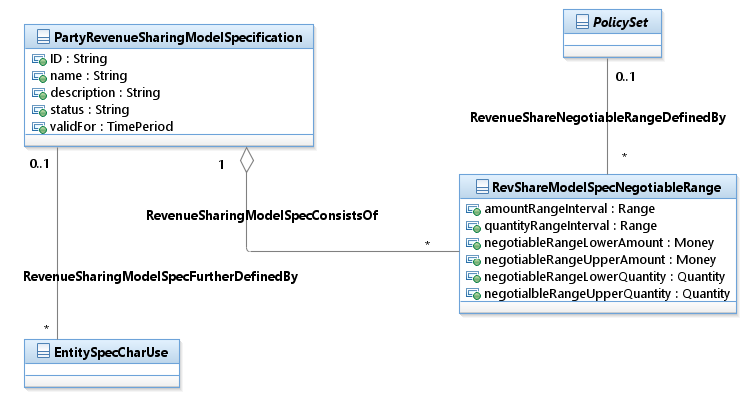 PartyRevenueSharingModelSpecification
ID : String
name : String
description : String
status : String
validFor : TimePeriod
PolicySet
0..1
RevenueShareNegotiableRangeDefinedBy
*
0..1
1
RevenueSharingModelSpecConsistsOf
*
RevShareModelSpecNegotiableRange
amountRangeInterval : Range
quantityRangeInterval : Range
negotiableRangeLowerAmount : Money
negotiableRangeUpperAmount : Money
negotiableRangeLowerQuantity : Quantity
negotialbleRangeUpperQuantity : Quantity
RevenueSharingModelSpecFurtherDefinedBy
*
EntitySpecCharUse